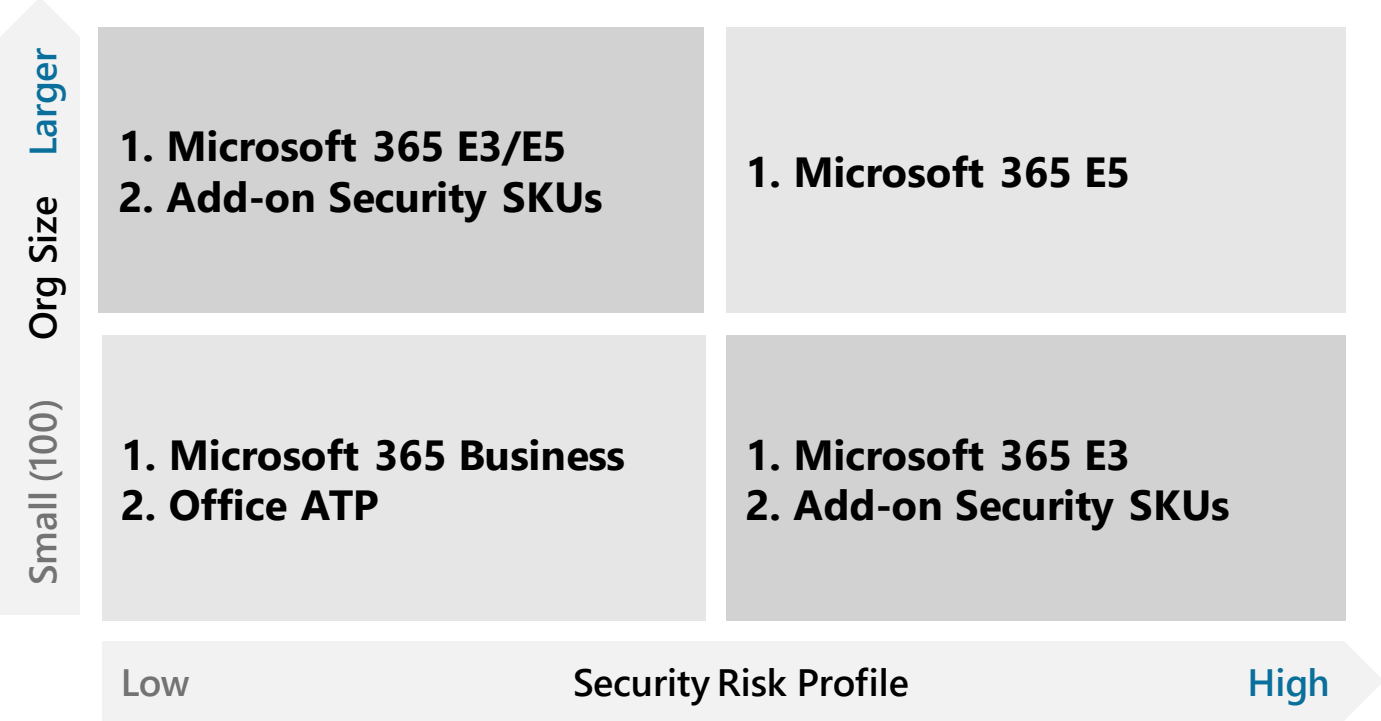 Larger
Org Size
Small (100)
1. Microsoft 365 E3/E5
2. Add-on Security SKUs
1. Microsoft 365 E5
1. Microsoft 365 Business
2. Office ATP
1. Microsoft 365 E3
2. Add-on Security SKUs
Low
Security Risk Profile
High